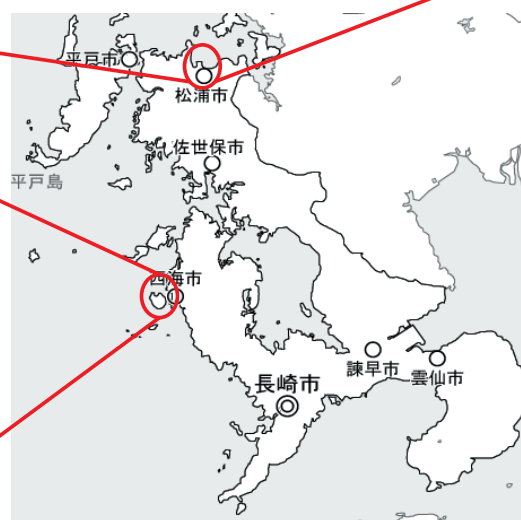 平戸市
松浦市
佐世保市
平戸島
西海市
諫早市
雲仙市
長崎市